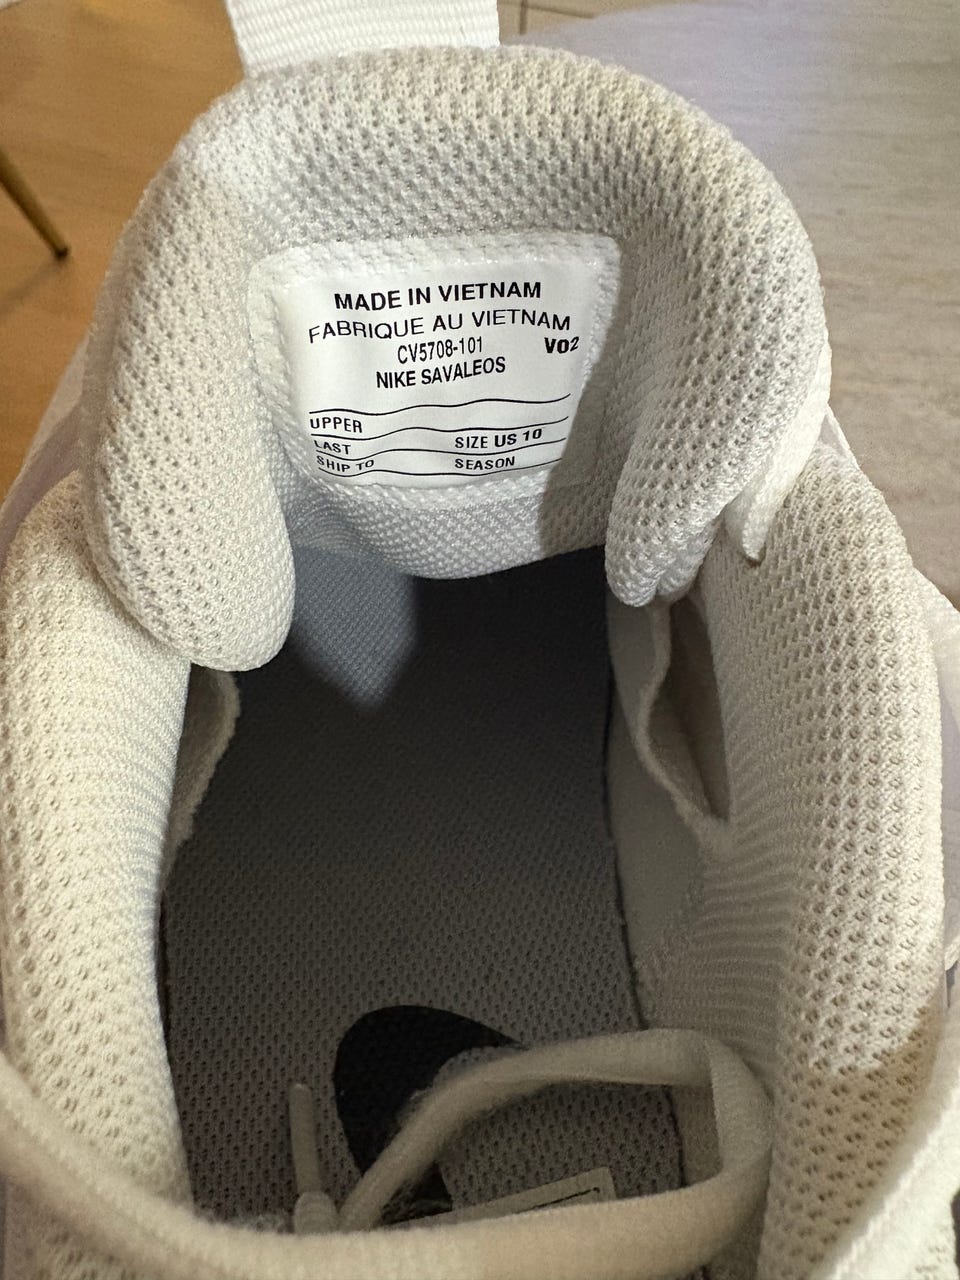 MADE IN VIETNAM
FABRIQUE AU VIETNAM
CV5708-101 V02
NIKE SAVALEOS
UPPER
LAST SIZE US 10
SHIP TO SEASON